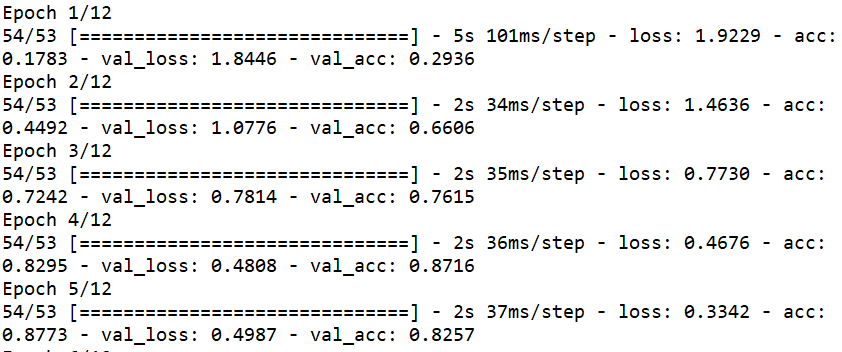 Epoch 1/12
54/53 [==============================] - 5s 101ms/step - loss: 1.9229 - acc:
0.1783 - val_loss: 1.8446 - val_acc: 0.2936
Epoch 2/12
54/53 [==============================] - 2s 34ms/step - loss: 1.4636 - acc:
0.4492 - val_loss: 1.0776 - val_acc: 0.6606
Epoch 3/12
54/53 [==============================] - 2s 35ms/step - loss: 0.7730 - acc:
0.7242 - val_loss: 0.7814 - val_acc: 0.7615
Epoch 4/12
54/53 [==============================] - 2s 36ms/step - loss: 0.4676 - acc:
0.8295 - val_loss: 0.4808 - val_acc: 0.8716
Epoch 5/12
54/53 [==============================] - 2s 37ms/step - loss: 0.3342 - acc:
0.8773 - val_loss: 0.4987 - val_acc: 0.8257